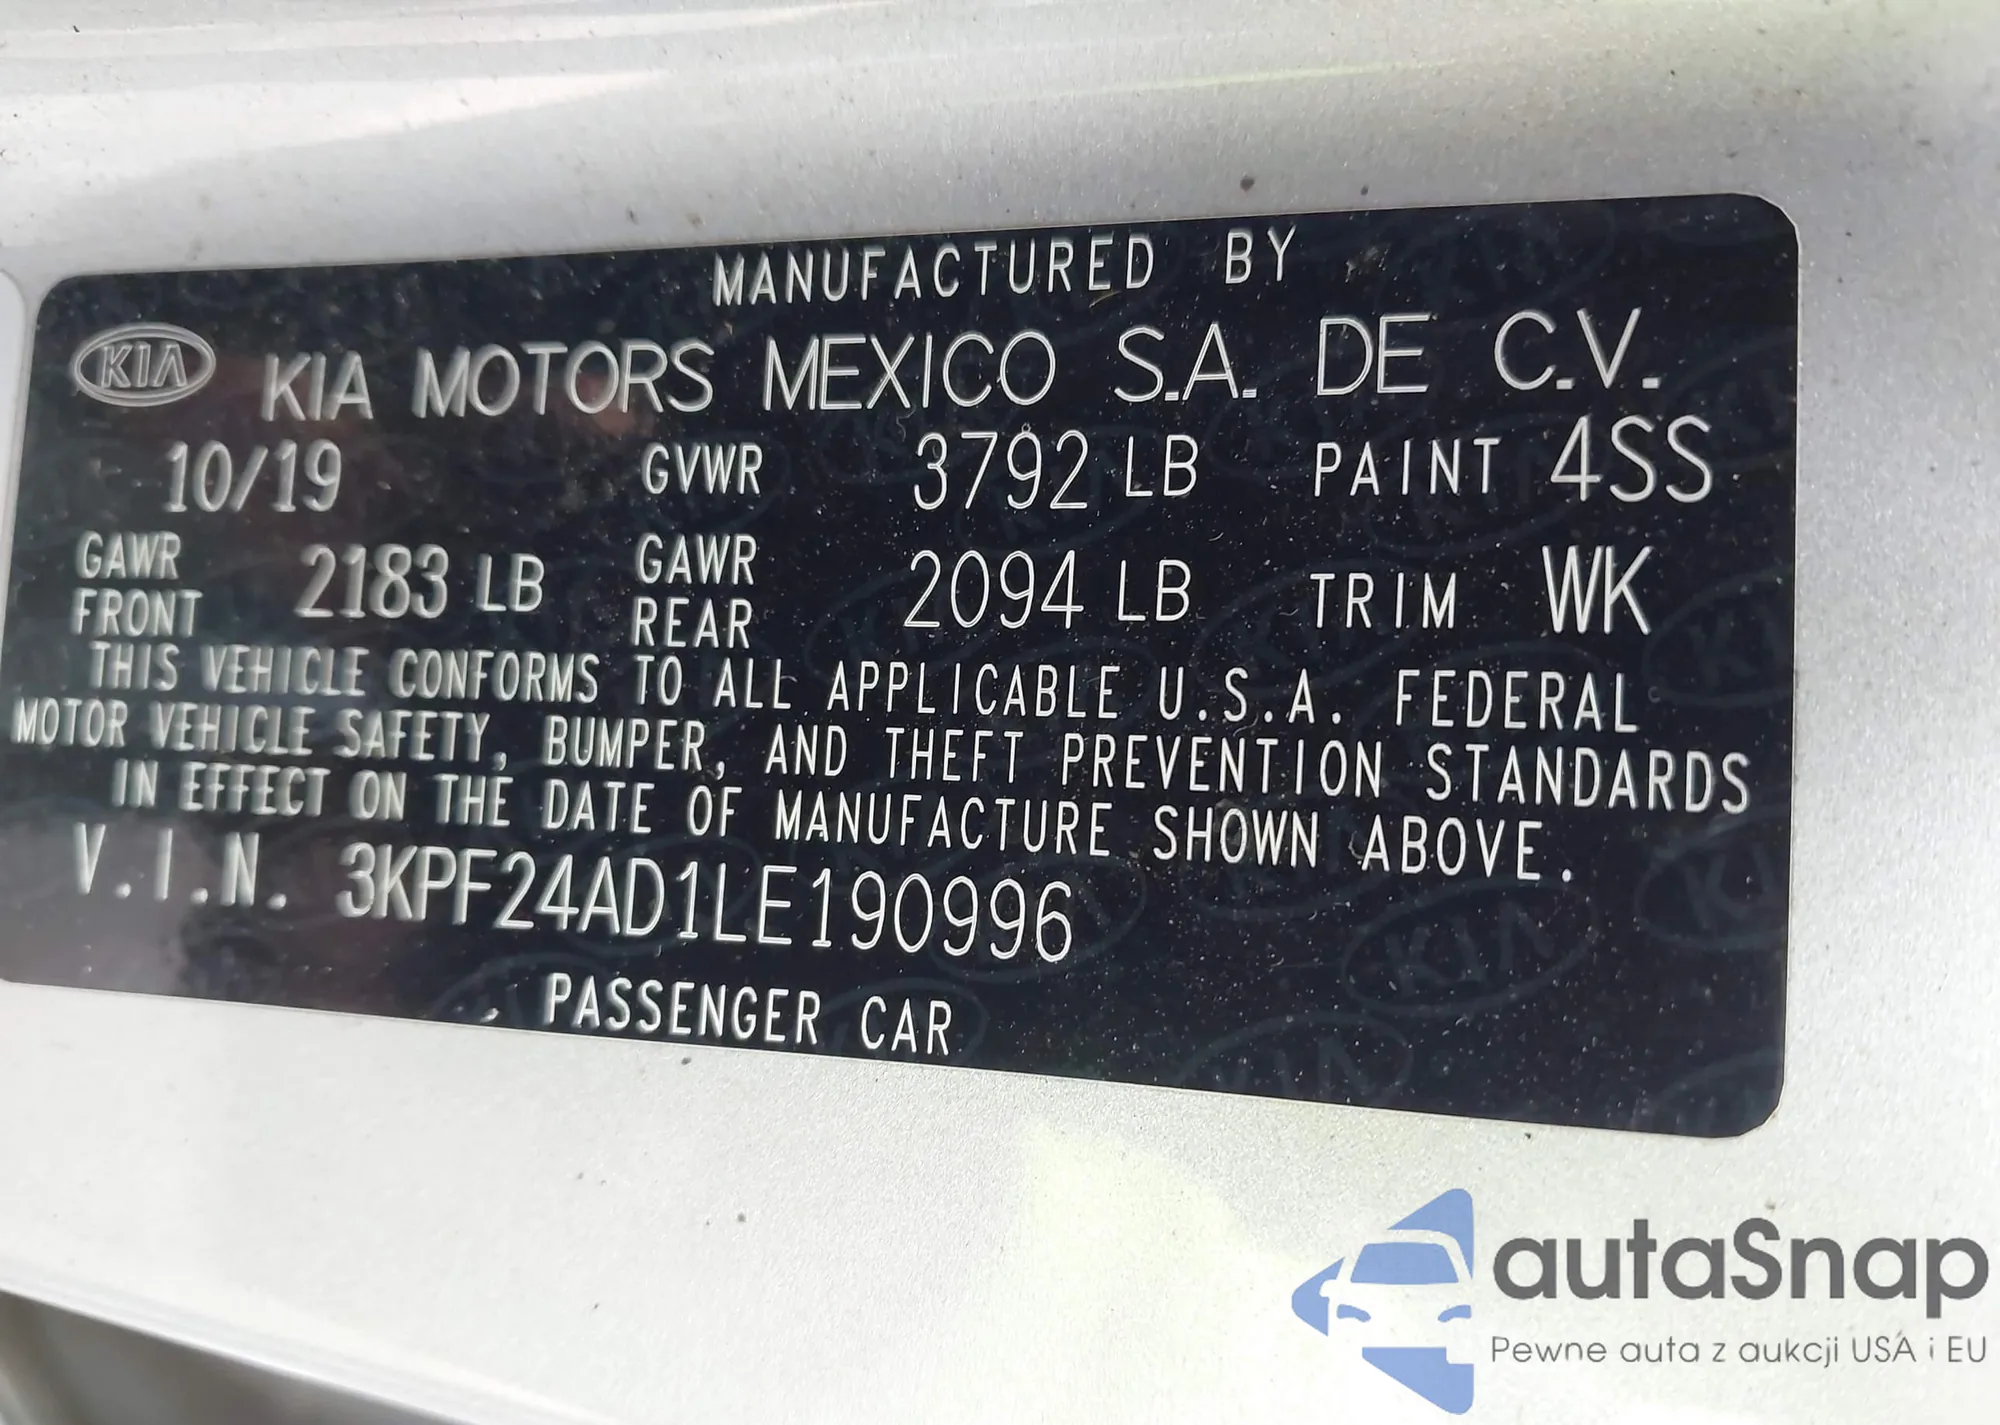 MANUFACTURED BY
KIA KIA MOTORS MEXICO S.A. DE C.V.
10/19 GVWR 3792 LB PAINT 4SS
GAWR FRONT 2183 LB GAWR REAR 2094 LB TRIM WK
THIS VEHICLE CONFORMS TO ALL APPLICABLE U.S.A. FEDERAL
MOTOR VEHICLE SAFETY, BUMPER, AND THEFT PREVENTION STANDARDS
IN EFFECT ON THE DATE OF MANUFACTURE SHOWN ABOVE.
V.I.N. 3KPF24AD1LE190996
PASSENGER CAR
autaSnap
Pewne auta z aukcji USA i EU